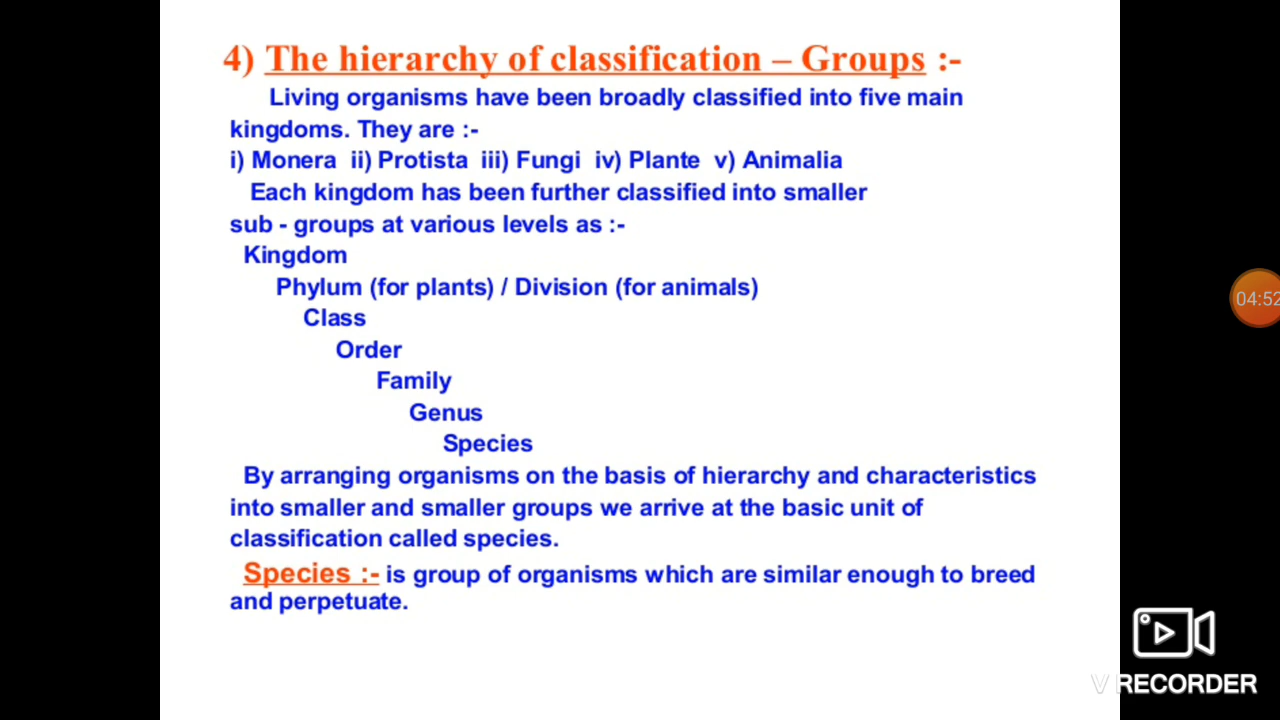 4) The hierarchy of classification – Groups :-
Living organisms have been broadly classified into five main
kingdoms. They are :-
i) Monera ii) Protista iii) Fungi iv) Plante v) Animalia
Each kingdom has been further classified into smaller
sub - groups at various levels as :-
Kingdom
Phylum (for plants) / Division (for animals)
Class
Order
Family
Genus
Species
By arranging organisms on the basis of hierarchy and characteristics
into smaller and smaller groups we arrive at the basic unit of
classification called species.
Species :- is group of organisms which are similar enough to breed
and perpetuate.
04:52
V RECORDER